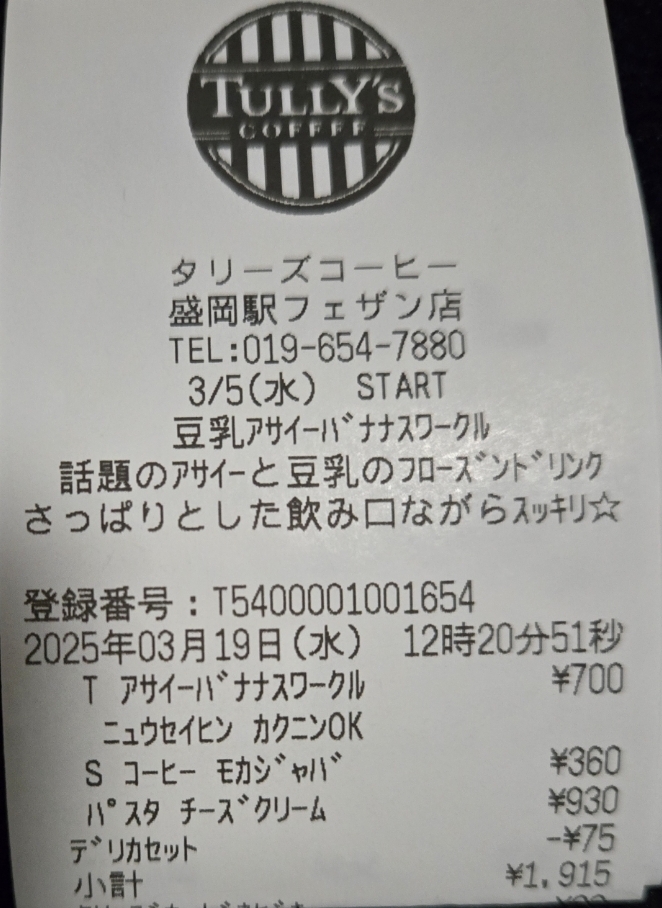 TULLY'S
COFFEE
タリーズコーヒー
盛岡駅フェザン店
TEL:019-654-7880
3/5(水) START
豆乳ｱｻｲｰﾊﾞﾅﾅｽﾜｰｸﾙ
話題のｱｻｲｰと豆乳のﾌﾛｰｽﾞﾝﾄﾞﾘﾝｸ
さっぱりとした飲み口ながらｽｯｷﾘ☆
登録番号：T5400001001654
2025年03月19日(水) 12時20分51秒
T ｱｻｲｰﾊﾞﾅﾅｽﾜｰｸﾙ ¥700
ﾆｭｳｾｲﾋﾝ ｶｸﾆﾝOK
S ｺｰﾋｰ ﾓｶｼﾞｬﾊﾞ ¥360
ﾊﾟｽﾀ ﾁｰｽﾞｸﾘｰﾑ ¥930
ﾃﾞﾘｶｾｯﾄ -¥75
小計 ¥1,915